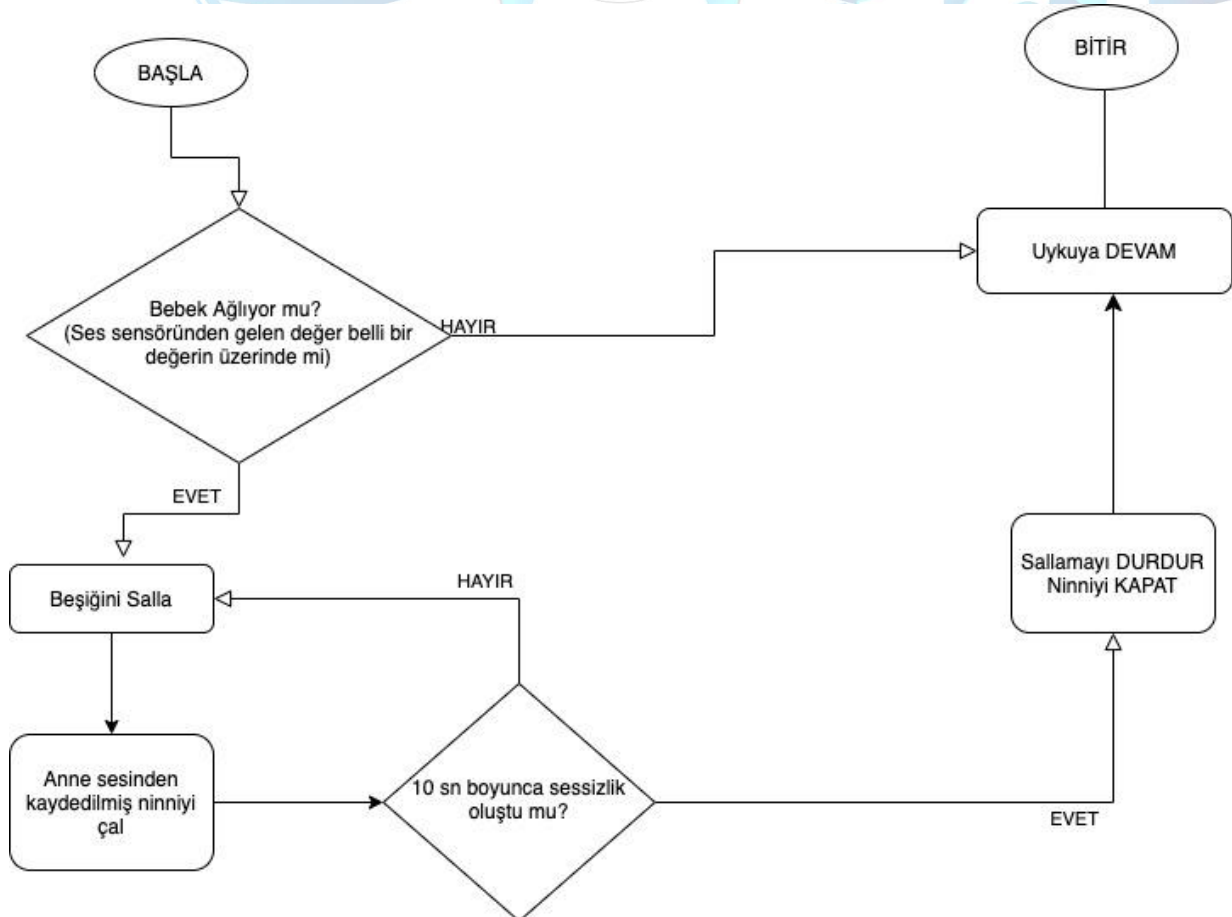 BAŞLA
BİTİR
Uykuya DEVAM
Bebek Ağlıyor mu?
(Ses sensöründen gelen değer belli bir
değerin üzerinde mi)
HAYIR
EVET
Beşiğini Salla
HAYIR
Sallamayı DURDUR
Ninniyi KAPAT
Anne sesinden
kaydedilmiş ninniyi
çal
10 sn boyunca sessizlik
oluştu mu?
EVET